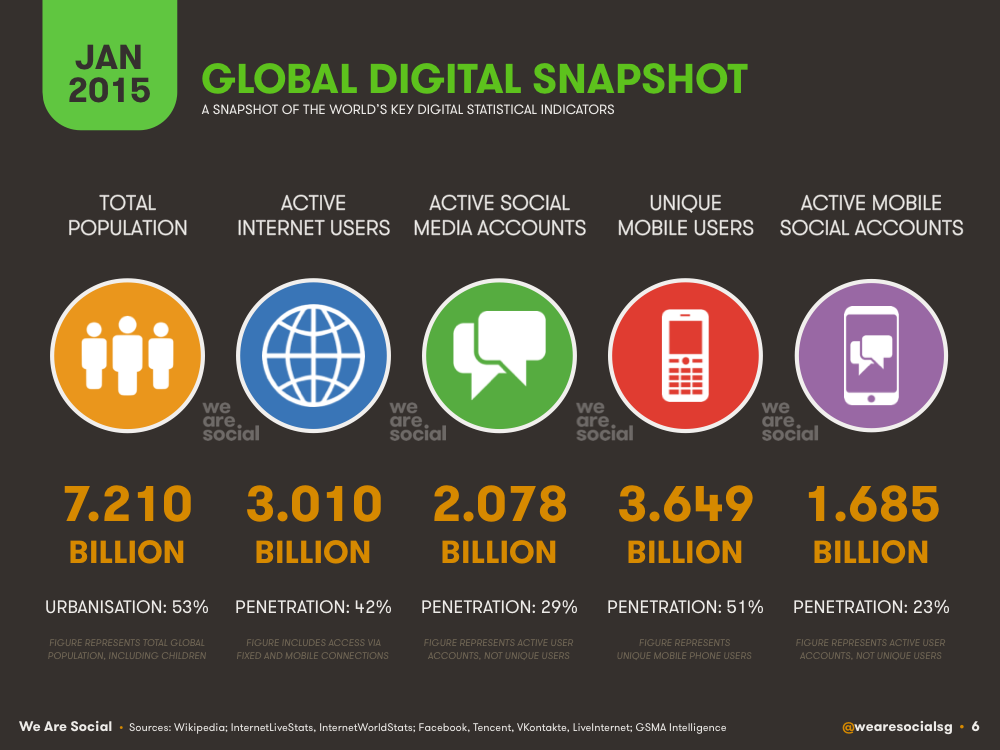 JAN
2015
GLOBAL DIGITAL SNAPSHOT
A SNAPSHOT OF THE WORLD'S KEY DIGITAL STATISTICAL INDICATORS
TOTAL
POPULATION
ACTIVE
INTERNET USERS
ACTIVE SOCIAL
MEDIA ACCOUNTS
UNIQUE
MOBILE USERS
ACTIVE MOBILE
SOCIAL ACCOUNTS
we
are
social
we
are
social
we
are
social
we
are
social
7.210
BILLION
3.010
BILLION
2.078
BILLION
3.649
BILLION
1.685
BILLION
URBANISATION: 53%
PENETRATION: 42%
PENETRATION: 29%
PENETRATION: 51%
PENETRATION: 23%
FIGURE REPRESENTS TOTAL GLOBAL
POPULATION, INCLUDING CHILDREN
FIGURE INCLUDES ACCESS VIA
FIXED AND MOBILE CONNECTIONS
FIGURE REPRESENTS ACTIVE USER
ACCOUNTS, NOT UNIQUE USERS
FIGURE REPRESENTS
UNIQUE MOBILE PHONE USERS
FIGURE REPRESENTS ACTIVE USER
ACCOUNTS, NOT UNIQUE USERS
We Are Social • Sources: Wikipedia; InternetLiveStats, InternetWorldStats; Facebook, Tencent, VKontakte, LiveInternet; GSMA Intelligence
@wearesocialsg • 6